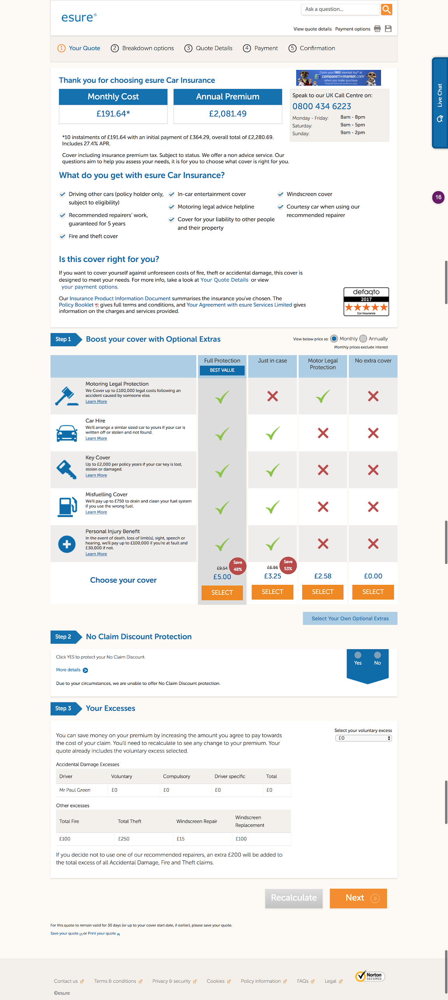 esure®
Ask a question...
View quote details Payment options
1 Your Quote 2 Breakdown options 3 Quote Details 4 Payment 5 Confirmation
Thank you for choosing esure Car Insurance
Claim your FREE meerkat toy* at
comparethemarket.com
when you make purchase
*Rewards Terms and conditions apply
Monthly Cost
£191.64*
Annual Premium
£2,081.49
Speak to our UK Call Centre on:
0800 434 6223
Monday - Friday: 8am - 8pm
Saturday: 9am - 5pm
Sunday: 9am - 2pm
Live Chat
*10 instalments of £191.64 with an initial payment of £364.29, overall total of £2,280.69.
Includes 27.4% APR.
Cover including insurance premium tax. Subject to status. We offer a non advice service. Our
questions aim to help you assess your needs, it is for you to choose what cover is right for you.
What do you get with esure Car Insurance?
Driving other cars (policy holder only,
subject to eligibility)
Recommended repairers' work,
guaranteed for 5 years
Fire and theft cover
In-car entertainment cover
Motoring legal advice helpline
Cover for your liability to other people
and their property
Windscreen cover
Courtesy car when using our
recommended repairer
16
Is this cover right for you?
If you want to cover yourself against unforeseen costs of fire, theft or accidental damage, this cover is
designed to meet your needs. For more info, take a look at Your Quote Details or view
your payment options.
Our Insurance Product Information Document summarises the insurance you've chosen. The
Policy Booklet gives full terms and conditions, and Your Agreement with esure Services Limited gives
information on the charges and services provided.
defaqto
2017
Car Insurance
Step 1 Boost your cover with Optional Extras
View below price as: Monthly Annually
Monthly prices exclude interest
Full Protection
BEST VALUE
Just in case
Motor Legal
Protection
No extra cover
Motoring Legal Protection
We Cover up to £100,000 legal costs following an
accident caused by someone else.
Learn More
Car Hire
We'll arrange a similar sized car to yours if your car is
written off or stolen and not found.
Learn More
Key Cover
Up to £2,000 per policy years if your car key is lost,
stolen or damaged.
Learn More
Misfuelling Cover
We'll pay up to £750 to drain and clean your fuel system
if you use the wrong fuel.
Learn More
Personal Injury Benefit
In the event of death, loss of limb(s), sight, speech or
hearing, we'll pay up to £100,000 if you're at fault and
£30,000 if not.
Learn More
Choose your cover
£9.54
Save
48%
£5.00
SELECT
£6.96
Save
53%
£3.25
SELECT
£2.58
SELECT
£0.00
SELECT
Select Your Own Optional Extras
Step 2 No Claim Discount Protection
Click YES to protect your No Claim Discount.
More details
Yes No
Due to your circumstances, we are unable to offer No Claim Discount protection.
Step 3 Your Excesses
You can save money on your premium by increasing the amount you agree to pay towards
the cost of your claim. You'll need to recalculate to see any change to your premium. Your
quote already includes the voluntary excess selected.
Select your voluntary excess
£0
Accidental Damage Excesses
Driver Voluntary Compulsory Driver specific Total
Mr Paul Green £0 £0 £0 £0
Other excesses
Total Fire Total Theft Windscreen Repair Windscreen
Replacement
£100 £250 £15 £100
If you decide not to use one of our recommended repairers, an extra £200 will be added to
the total excess of all Accidental Damage, Fire and Theft claims.
Recalculate
Next
For this quote to remain valid for 30 days (or up to your cover start date, if earlier), please save your quote.
Save your quote or Print your quote
Contact us Terms & conditions Privacy & security Cookies Policy information FAQs Legal
Norton
SECURED
©esure